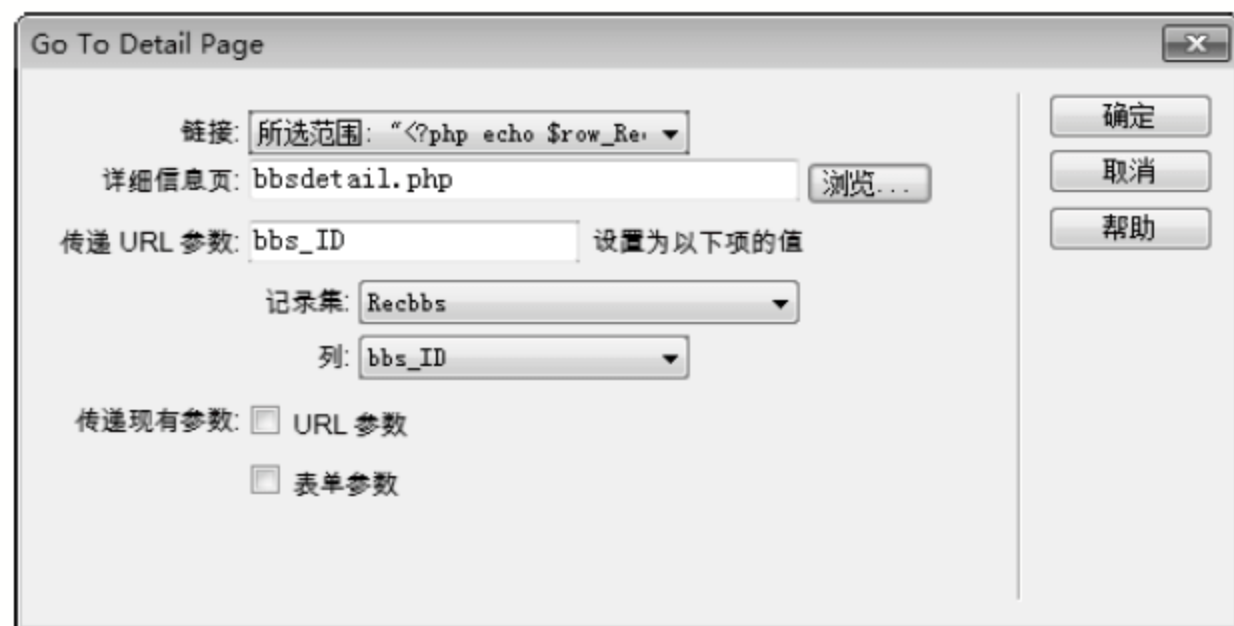 Go To Detail Page
链接: 所选范围: "<?php echo $row_Re
确定
详细信息页: bbsdetail.php 浏览...
取消
传递 URL 参数: bbs_ID 设置为以下项的值
帮助
记录集: Recbbs
列: bbs_ID
传递现有参数: URL 参数
表单参数